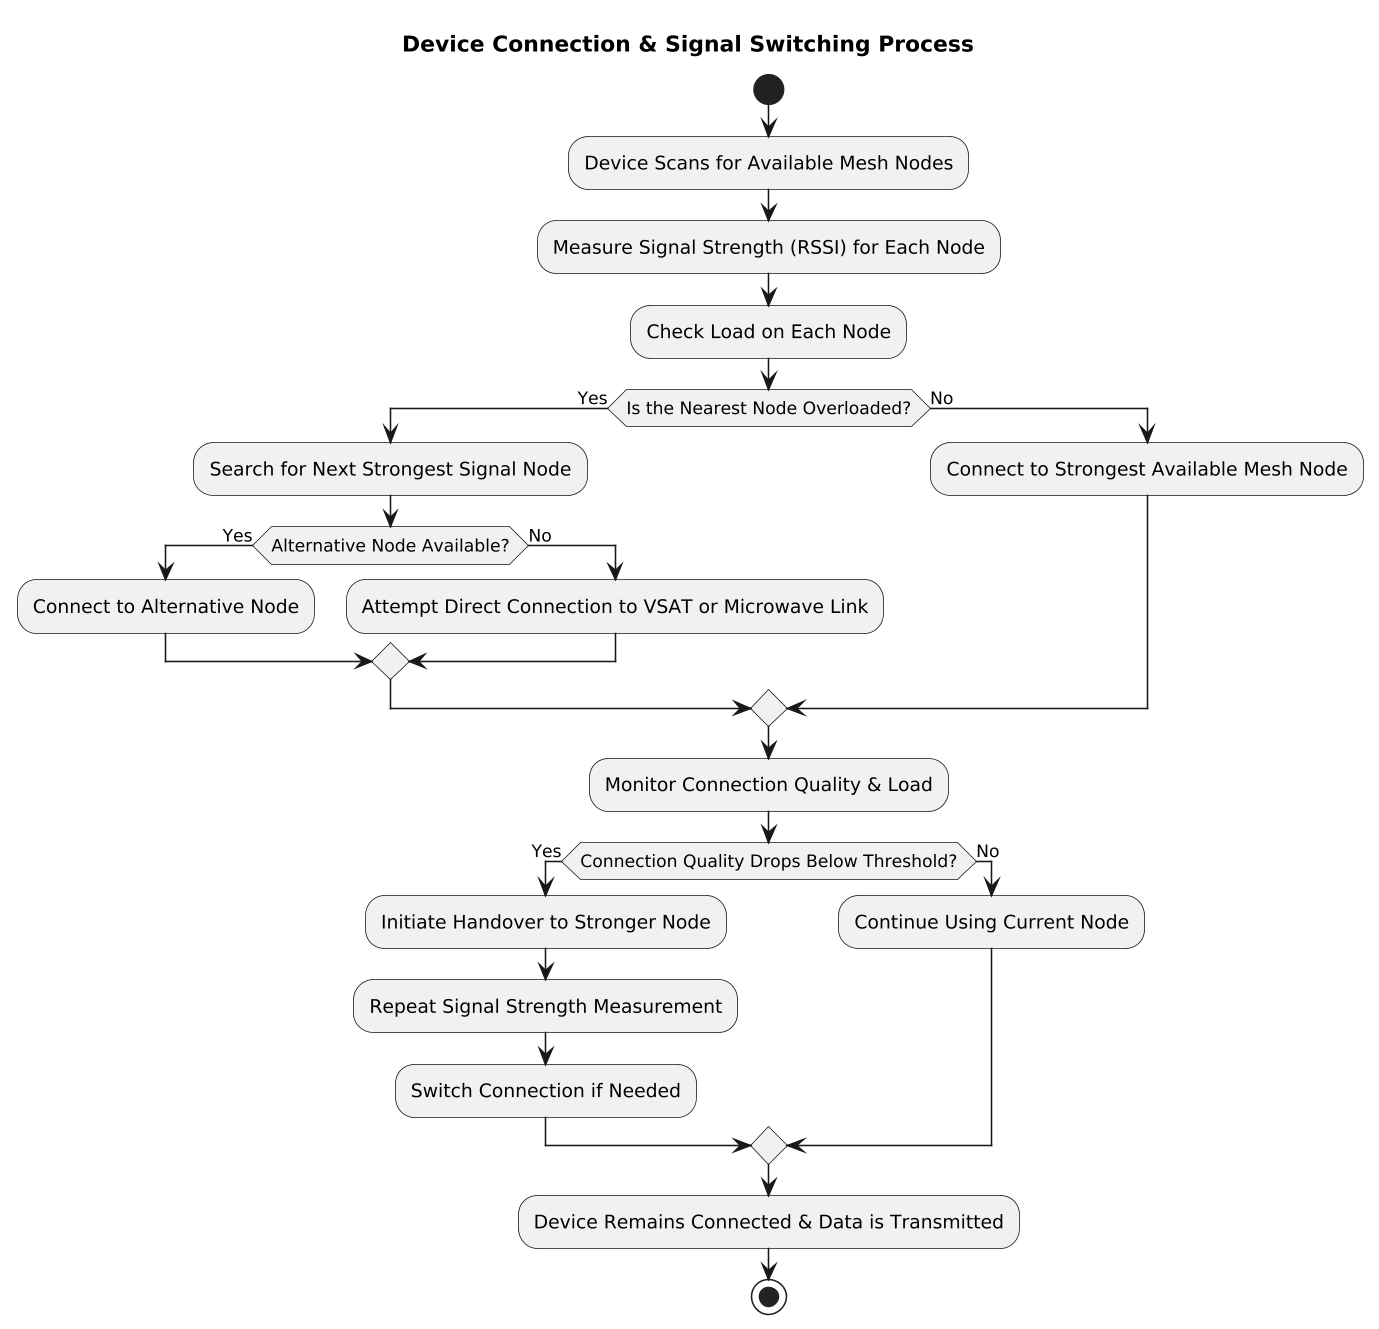 Device Connection & Signal Switching Process
Device Scans for Available Mesh Nodes
Measure Signal Strength (RSSI) for Each Node
Check Load on Each Node
Yes
Is the Nearest Node Overloaded?
No
Search for Next Strongest Signal Node
Connect to Strongest Available Mesh Node
Yes
Alternative Node Available?
No
Connect to Alternative Node
Attempt Direct Connection to VSAT or Microwave Link
Monitor Connection Quality & Load
Yes
Connection Quality Drops Below Threshold?
No
Initiate Handover to Stronger Node
Continue Using Current Node
Repeat Signal Strength Measurement
Switch Connection if Needed
Device Remains Connected & Data is Transmitted